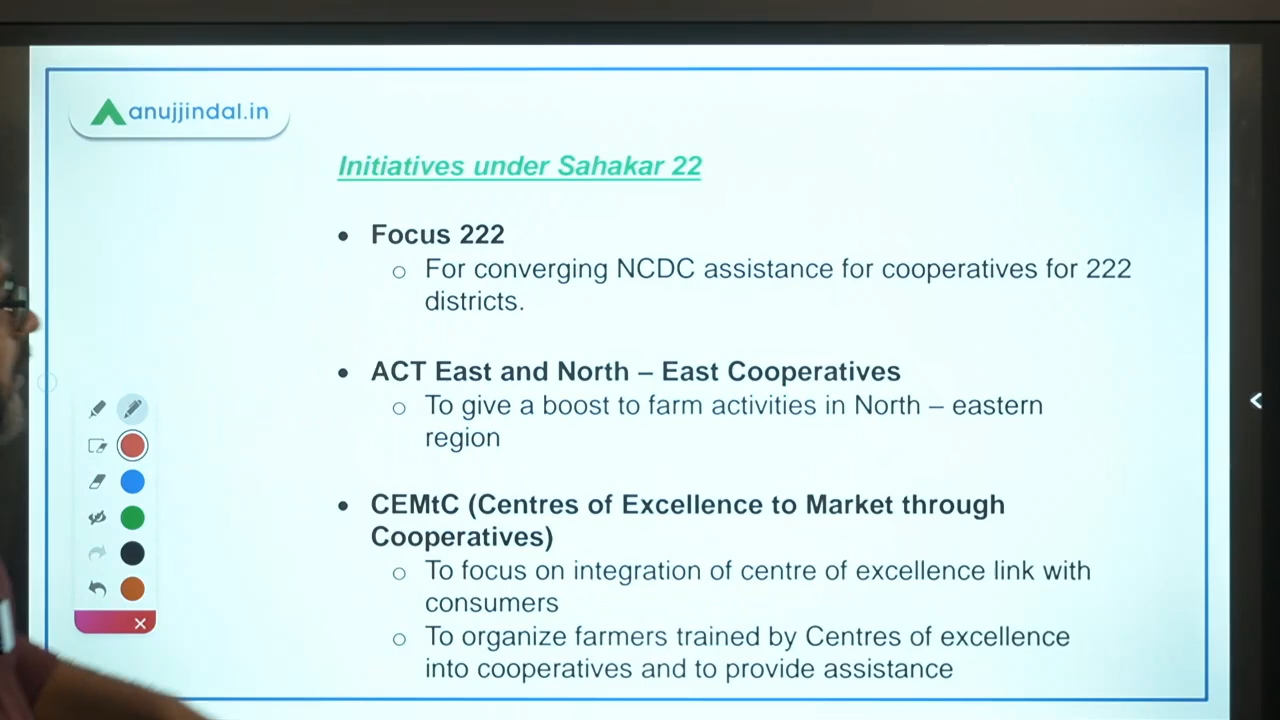 anujjindal.in
Initiatives under Sahakar 22
• Focus 222
o For converging NCDC assistance for cooperatives for 222
districts.
• ACT East and North – East Cooperatives
o To give a boost to farm activities in North – eastern
region
• CEMtC (Centres of Excellence to Market through
Cooperatives)
o To focus on integration of centre of excellence link with
consumers
o To organize farmers trained by Centres of excellence
into cooperatives and to provide assistance